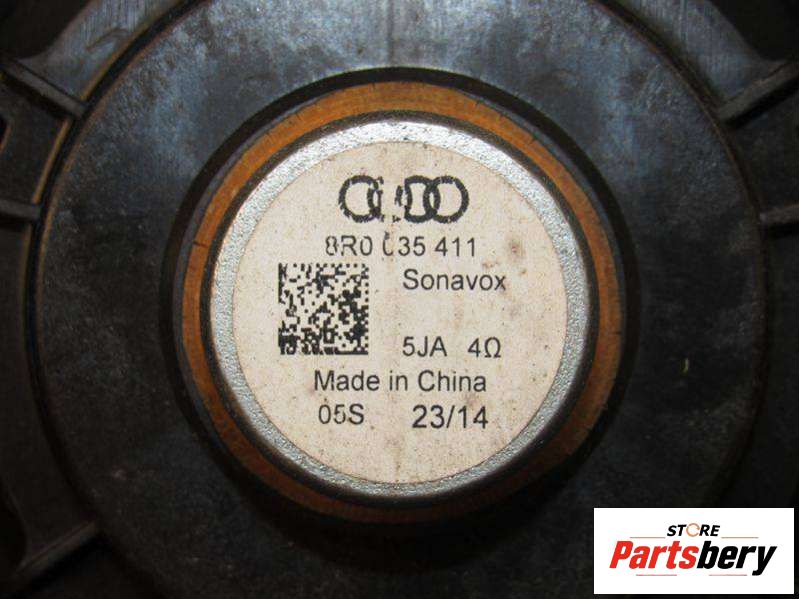 8R0 035 411
Sonavox
5JA 4Ω
Made in China
05S 23/14
STORE
Partsbery